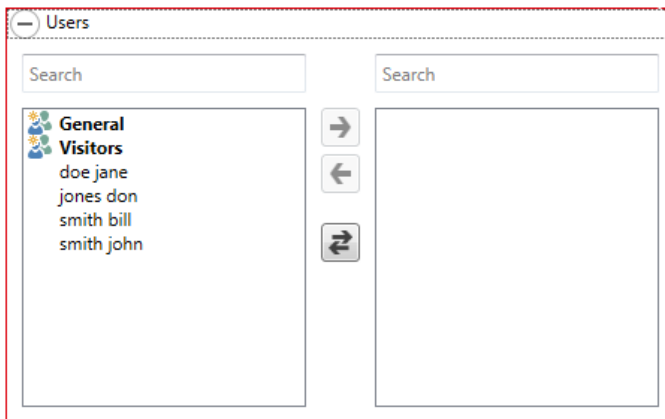 Users
Search
Search
General
Visitors
doe jane
jones don
smith bill
smith john